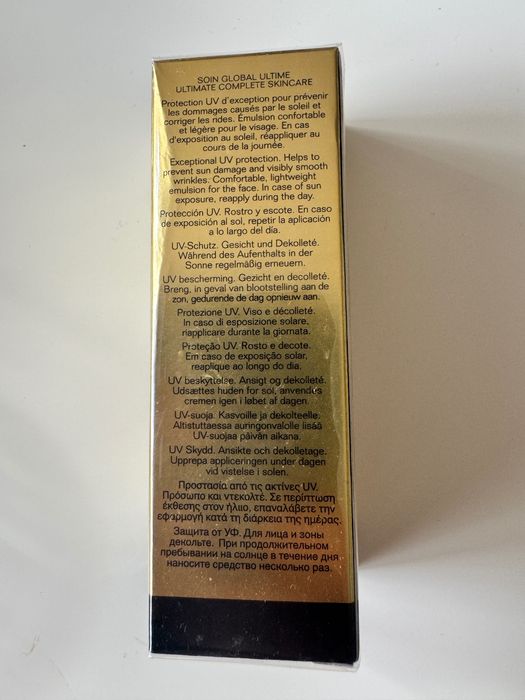 SOIN GLOBAL ULTIME
ULTIMATE COMPLETE SKINCARE
Protection UV d'exception pour prévenir
les dommages causés par le soleil et
corriger les rides. Émulsion confortable
et légère pour le visage. En cas
d'exposition au soleil, réappliquer au
cours de la journée.
Exceptional UV protection. Helps to
prevent sun damage and visibly smooth
wrinkles. Comfortable, lightweight
emulsion for the face. In case of sun
exposure, reapply during the day.
Protección UV. Rostro y escote. En caso
de exposición al sol, repetir la aplicación
a lo largo del día.
UV-Schutz. Gesicht und Dekolleté.
Während des Aufenthalts in der
Sonne regelmäßig erneuern.
UV bescherming. Gezicht en decolleté.
Breng, in geval van blootstelling aan de
zon, gedurende de dag opnieuw aan.
Protezione UV. Viso e décolleté.
In caso di esposizione solare,
riapplicare durante la giornata.
Proteção UV. Rosto e decote.
Em caso de exposição solar,
reaplique ao longo do dia.
UV beskyttelse. Ansigt og dekolleté.
Udsættes huden for sol, anvendes
cremen igen i løbet af dagen.
UV-suoja. Kasvoille ja dekolteelle.
Altistuttaessa auringonvalolle lisää
UV-suojaa päivän aikana.
UV Skydd. Ansikte och dekolletage.
Upprepa appliceringen under dagen
vid vistelse i solen.
Προστασία από τις ακτίνες UV.
Πρόσωπο και ντεκολτέ. Σε περίπτωση
έκθεσης στον ήλιο, επαναλάβετε την
εφαρμογή κατά τη διάρκεια της ημέρας.
Защита от УФ. Для лица и зоны
декольте. При продолжительном
пребывании на солнце в течение дня
наносите средство несколько раз.